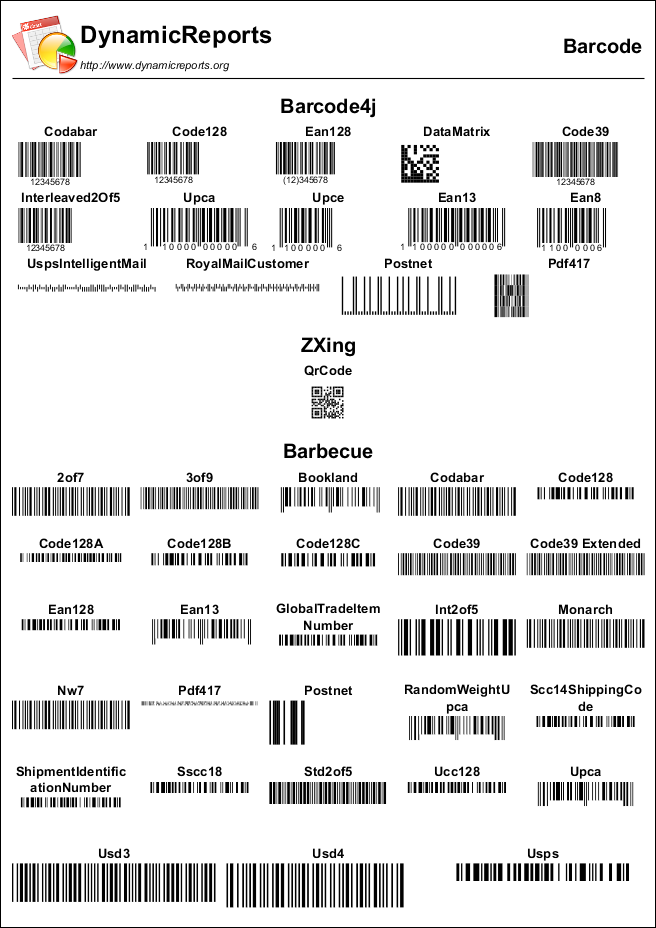 DynamicReports
http://www.dynamicreports.org
Barcode
Barcode4j
Codabar Code128 Ean128 DataMatrix Code39
12345678 12345678 (12)345678 12345678
Interleaved2Of5 Upca Upce Ean13 Ean8
12345678 1 10000 00000 6 1 100000 6 1 100000 000006 1100 0006
UspsIntelligentMail RoyalMailCustomer Postnet Pdf417
ZXing
QrCode
Barbecue
2of7 3of9 Bookland Codabar Code128
Code128A Code128B Code128C Code39 Code39 Extended
Ean128 Ean13 GlobalTradeItem Int2of5 Monarch
Number
Nw7 Pdf417 Postnet RandomWeightU Scc14ShippingCo
pca de
ShipmentIdentific Sscc18 Std2of5 Ucc128 Upca
ationNumber
Usd3 Usd4 Usps